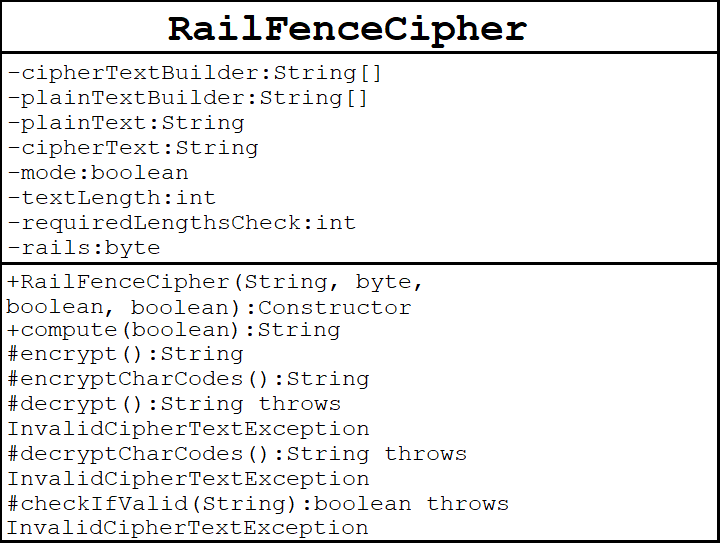 RailFenceCipher
-cipherTextBuilder:String[]
-plainTextBuilder:String[]
-plainText:String
-cipherText:String
-mode:boolean
-textLength:int
-requiredLengthsCheck:int
-rails:byte
+RailFenceCipher(String, byte,
boolean, boolean):Constructor
+compute(boolean):String
#encrypt():String
#encryptCharCodes():String
#decrypt():String throws
InvalidCipherTextException
#decryptCharCodes():String throws
InvalidCipherTextException
#checkIfValid(String):boolean throws
InvalidCipherTextException